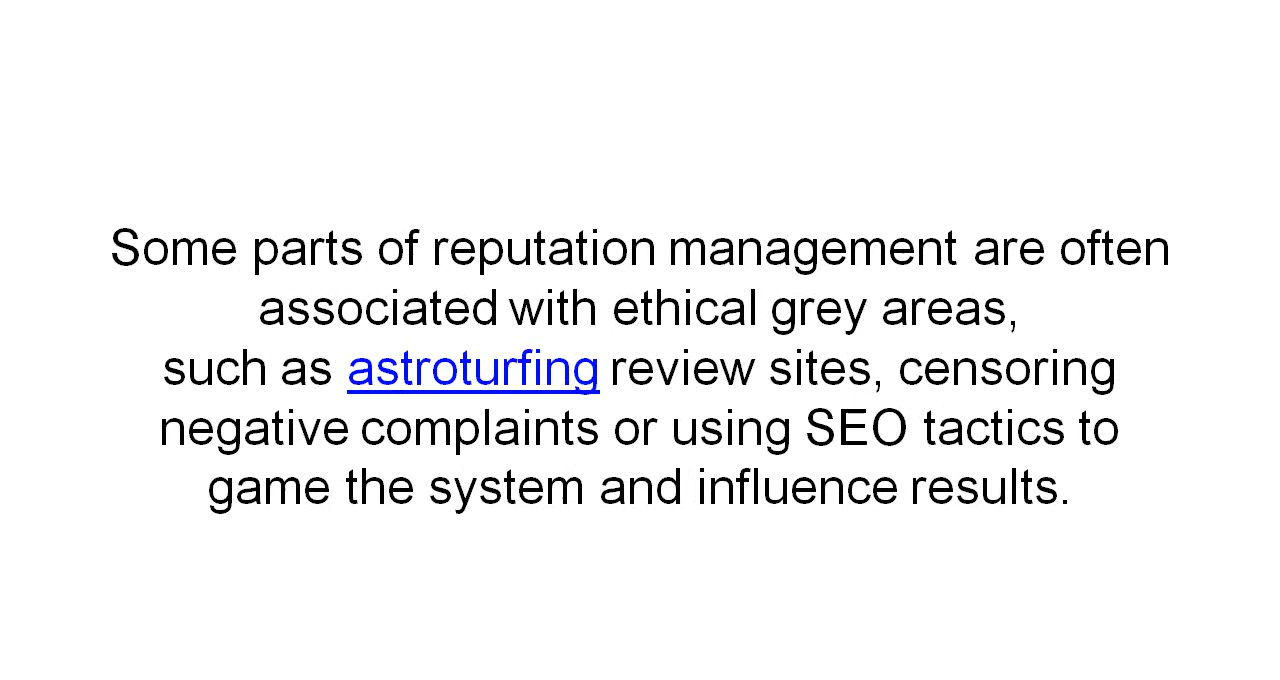 Some parts of reputation management are often
associated with ethical grey areas,
such as astroturfing review sites, censoring
negative complaints or using SEO tactics to
game the system and influence results.